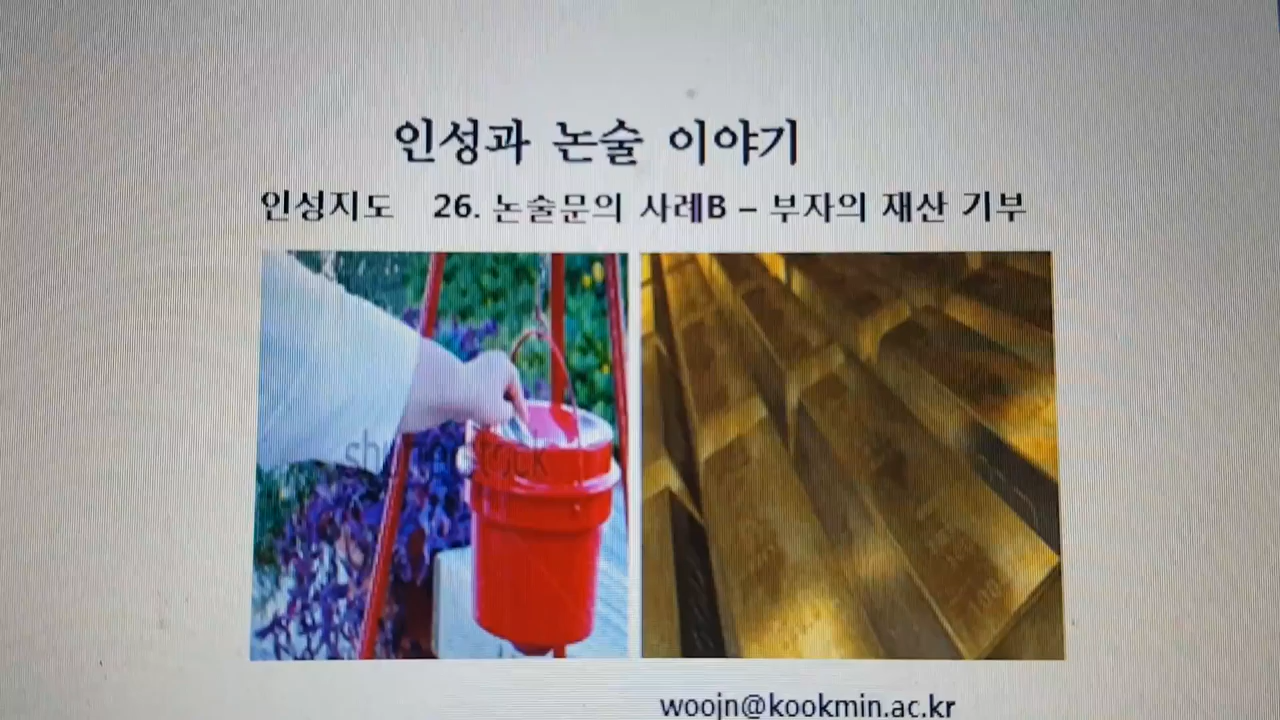 인성과 논술 이야기
인성지도 26. 논술문의 사례B – 부자의 재산 기부
shutterstock
woojn@kookmin.ac.kr